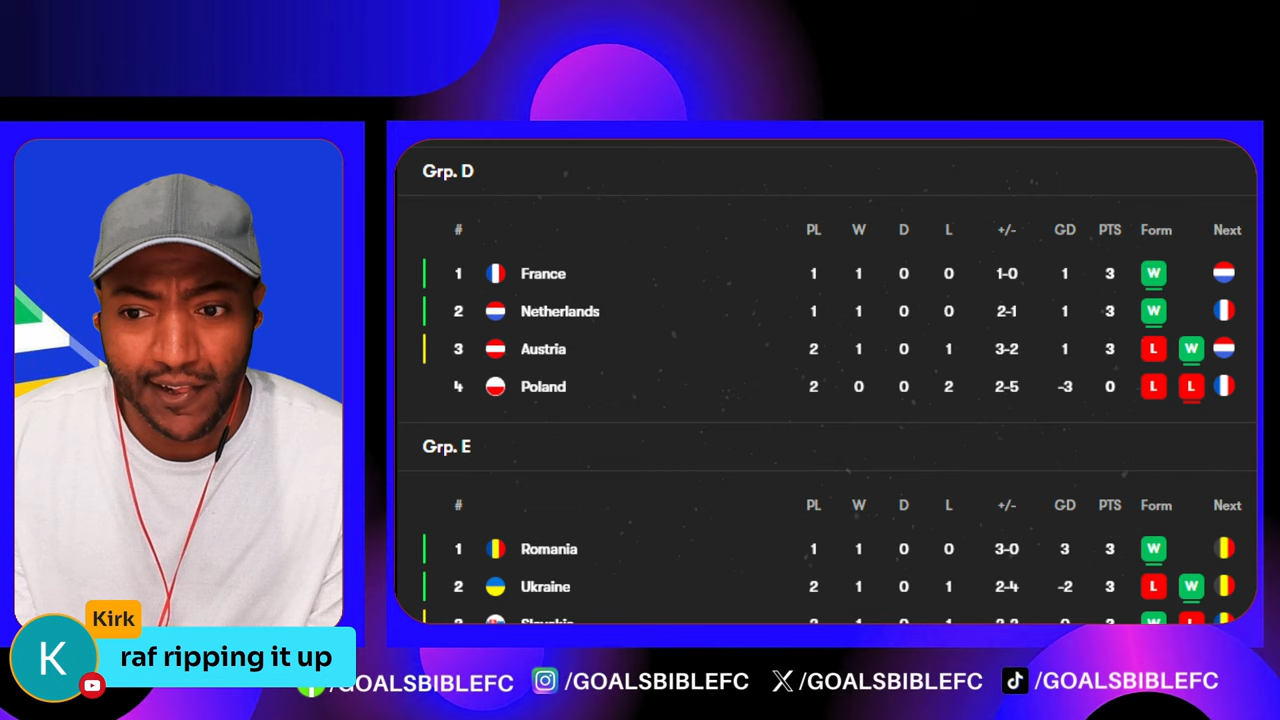 Grp. D
# PL W D L +/- GD PTS Form Next
1 France 1 1 0 0 1-0 1 3 W
2 Netherlands 1 1 0 0 2-1 1 3 W
3 Austria 2 1 0 1 3-2 1 3 L W
4 Poland 2 0 0 2 2-5 -3 0 L L
Grp. E
# PL W D L +/- GD PTS Form Next
1 Romania 1 1 0 0 3-0 3 3 W
2 Ukraine 2 1 0 1 2-4 -2 3 L W
Kirk
K
raf ripping it up
/GOALSBIBLEFC
/GOALSBIBLEFC
/GOALSBIBLEFC
/GOALSBIBLEFC